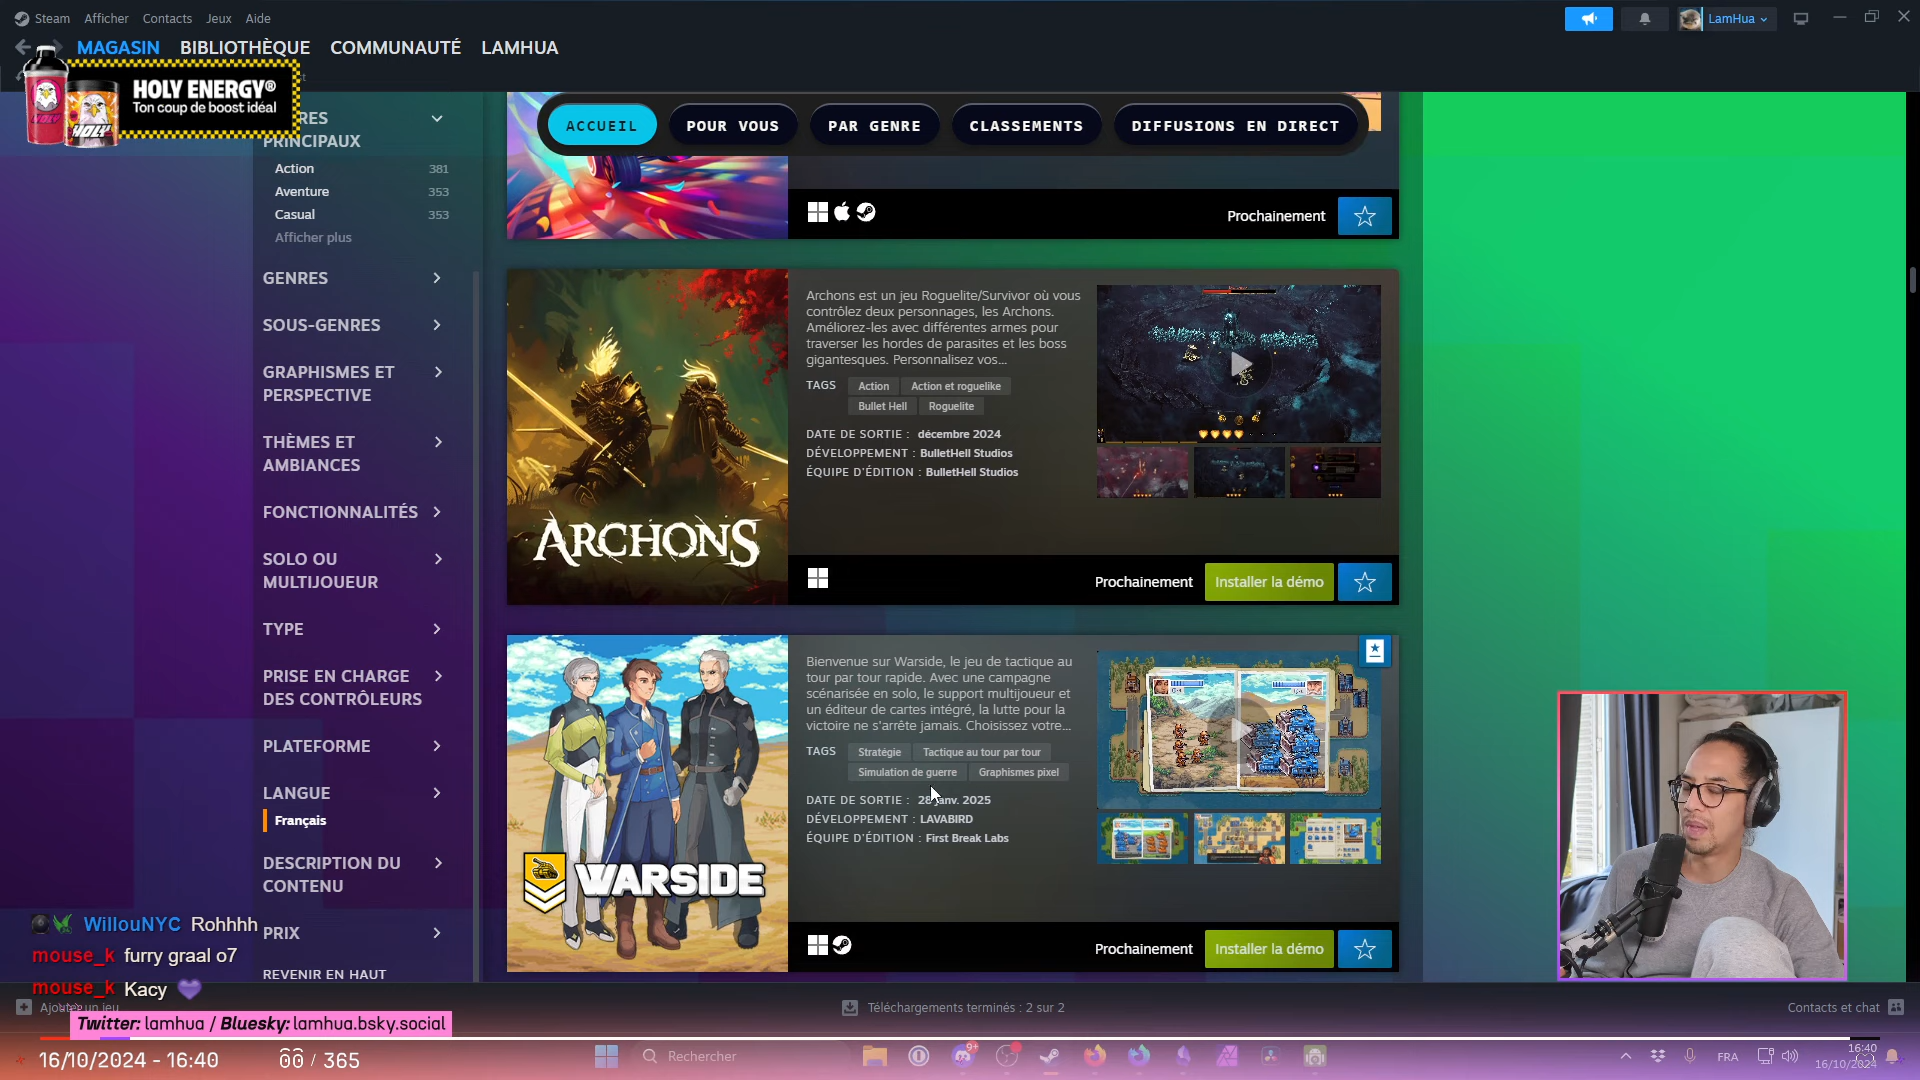 Steam Afficher Contacts Jeux Aide
LamHua
MAGASIN BIBLIOTHÈQUE COMMUNAUTÉ LAMHUA
HOLY ENERGY®
Ton coup de boost idéal
HOLY
PRINCIPAUX
Action 381
Aventure 353
Casual 353
Afficher plus
GENRES
SOUS-GENRES
GRAPHISMES ET
PERSPECTIVE
THÈMES ET
AMBIANCES
FONCTIONNALITÉS
SOLO OU
MULTIJOUEUR
TYPE
PRISE EN CHARGE
DES CONTRÔLEURS
PLATEFORME
LANGUE
Français
DESCRIPTION DU
CONTENU
PRIX
REVENIR EN HAUT
ACCUEIL POUR VOUS PAR GENRE CLASSEMENTS DIFFUSIONS EN DIRECT
Prochainement
ARCHONS
Archons est un jeu Roguelite/Survivor où vous
contrôlez deux personnages, les Archons.
Améliorez-les avec différentes armes pour
traverser les hordes de parasites et les boss
gigantesques. Personnalisez vos...
TAGS Action Action et roguelike
Bullet Hell Roguelite
DATE DE SORTIE : décembre 2024
DÉVELOPPEMENT : BulletHell Studios
ÉQUIPE D'ÉDITION : BulletHell Studios
Prochainement Installer la démo
WARSIDE
Bienvenue sur Warside, le jeu de tactique au
tour par tour rapide. Avec une campagne
scénarisée en solo, le support multijoueur et
un éditeur de cartes intégré, la lutte pour la
victoire ne s'arrête jamais. Choisissez votre...
TAGS Stratégie Tactique au tour par tour
Simulation de guerre Graphismes pixel
DATE DE SORTIE : 28 janv. 2025
DÉVELOPPEMENT : LAVABIRD
ÉQUIPE D'ÉDITION : First Break Labs
Prochainement Installer la démo
WillouNYC Rohhhh
mouse_k furry graal o7
mouse_k Kacy
Ajouter un jeu
Téléchargements terminés : 2 sur 2
Contacts et chat
Twitter: lamhua / Bluesky: lamhua.bsky.social
16/10/2024 - 16:40 00 / 365
Rechercher
9+
FRA
16:40
16/10/2024